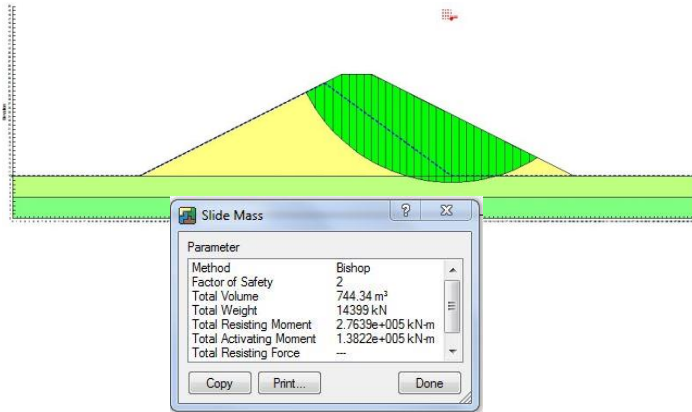 Slide Mass
Parameter
Method Bishop
Factor of Safety 2
Total Volume 744.34 m³
Total Weight 14399 kN
Total Resisting Moment 2.7639e+005 kN-m
Total Activating Moment 1.3822e+005 kN-m
Total Resisting Force ---
Copy Print... Done